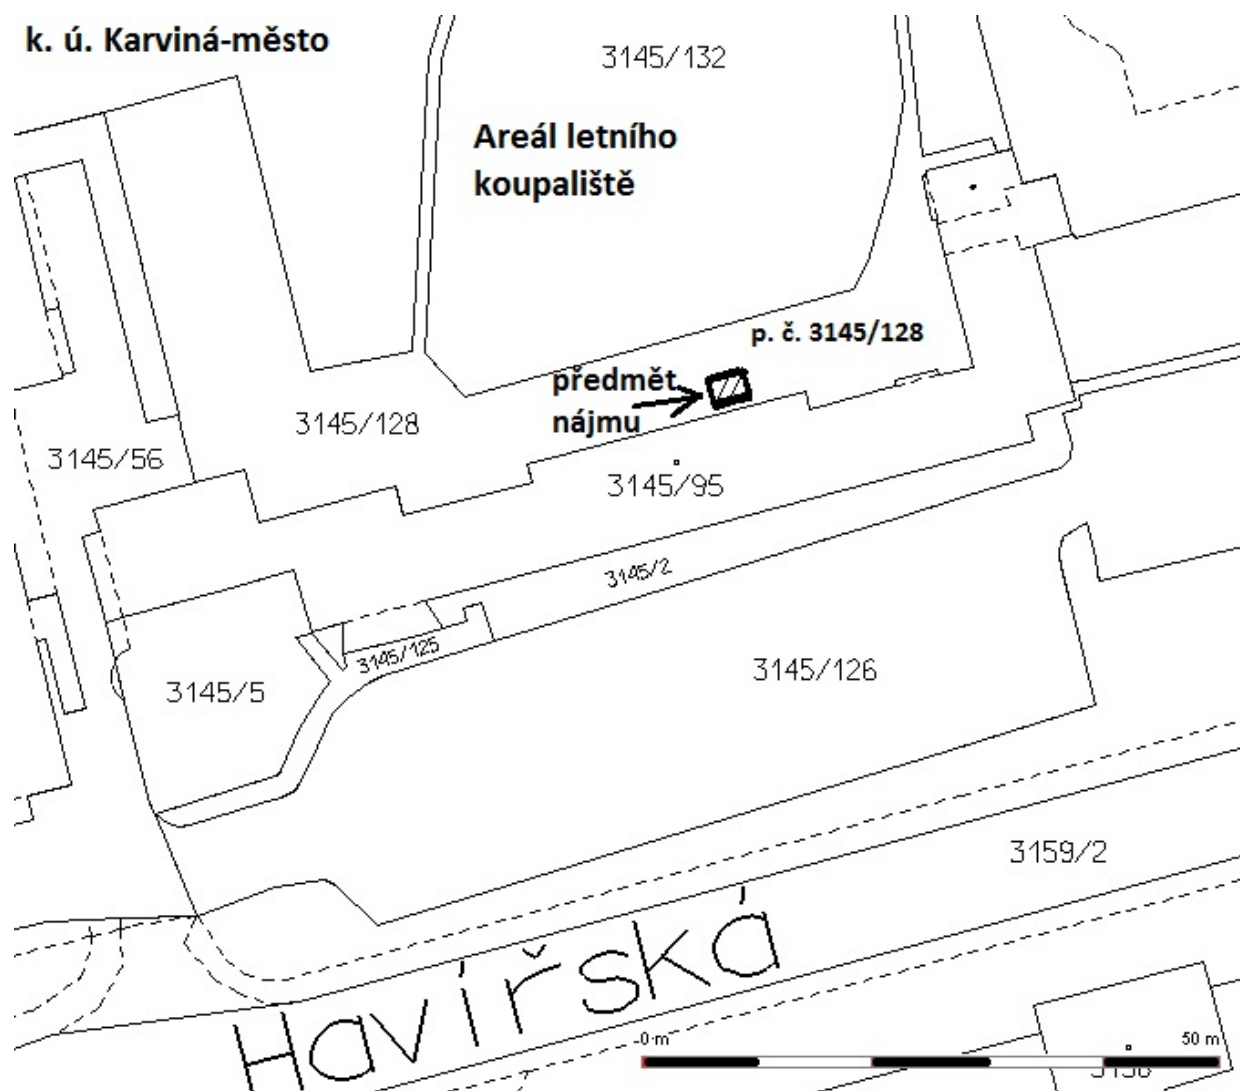 k. ú. Karviná-město
3145/132
Areál letního
koupaliště
p. č. 3145/128
předmět
nájmu
3145/128
3145/56
3145/95
3145/2
3145/125
3145/126
3145/5
3159/2
Havířská
0 m
50 m